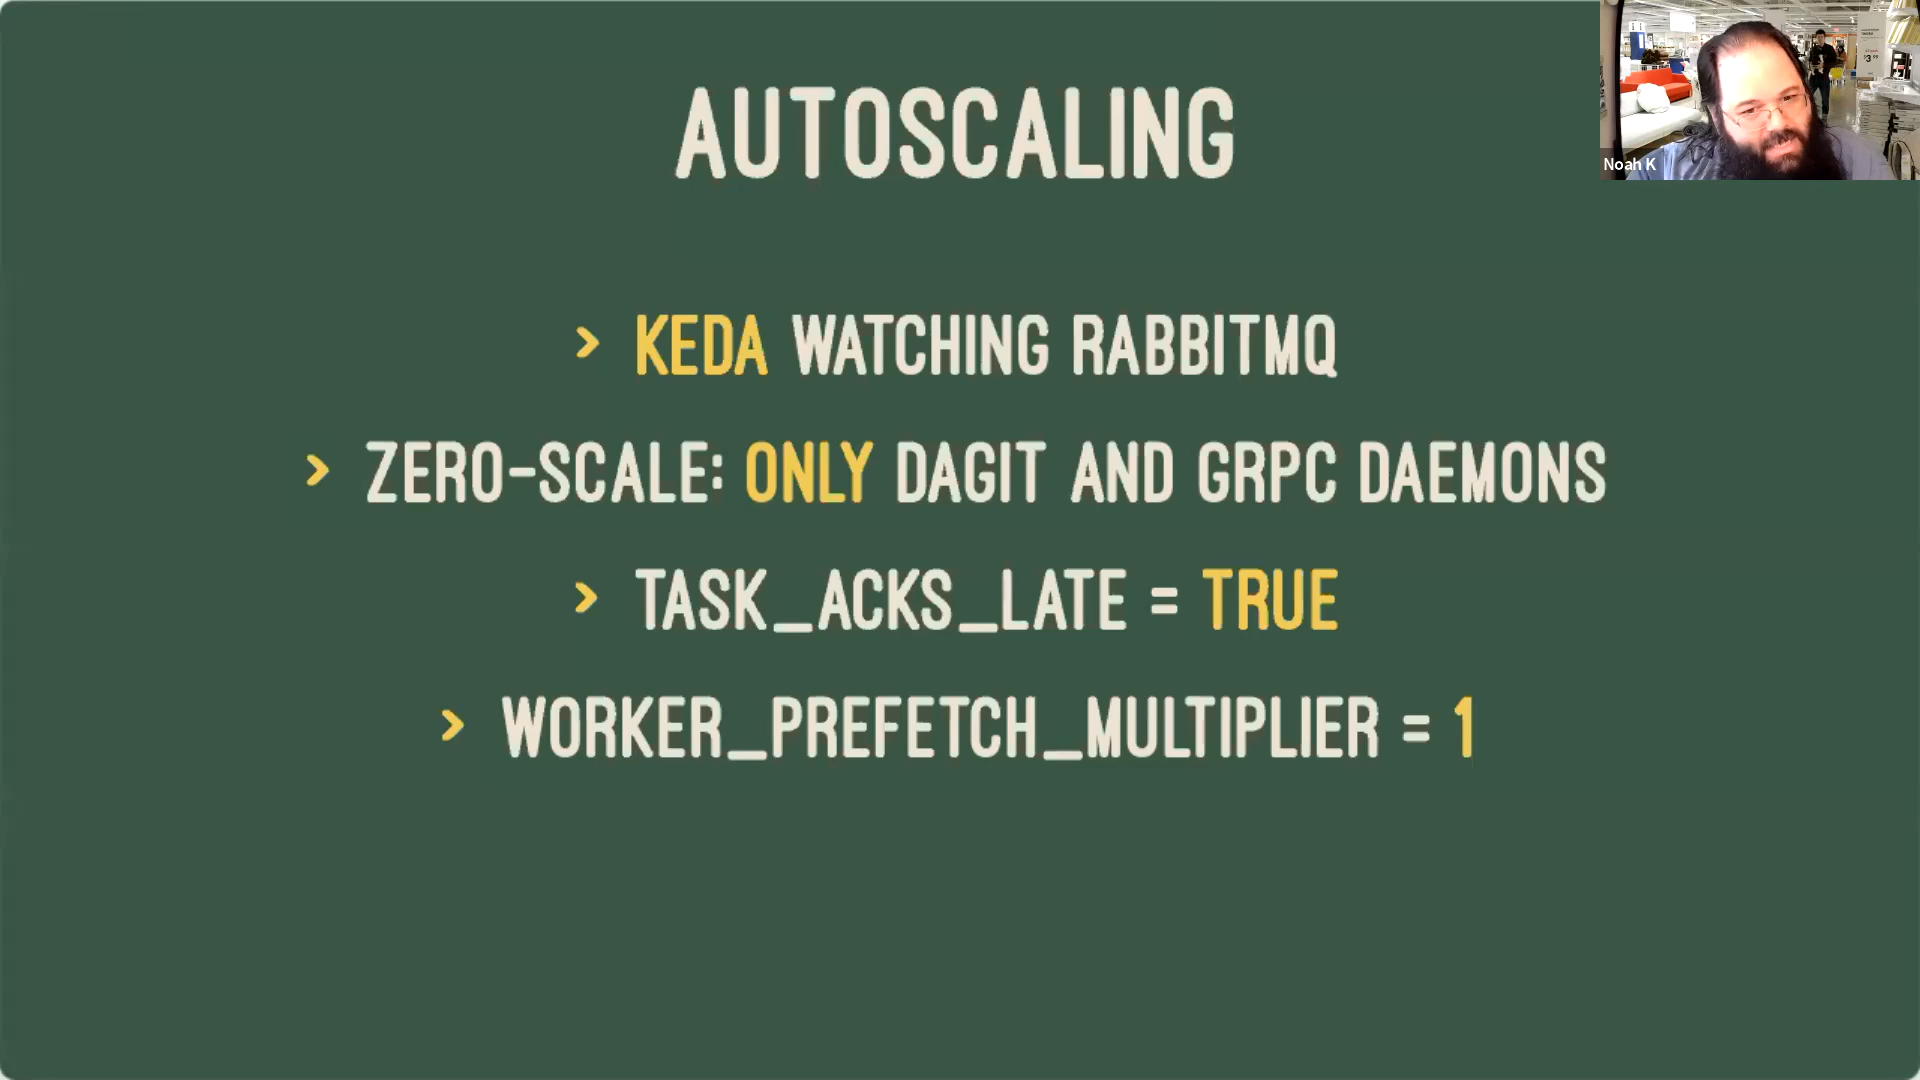 AUTOSCALING
> KEDA WATCHING RABBITMQ
> ZERO-SCALE: ONLY DAGIT AND GRPC DAEMONS
> TASK_ACKS_LATE = TRUE
> WORKER_PREFETCH_MULTIPLIER = 1
Noah K